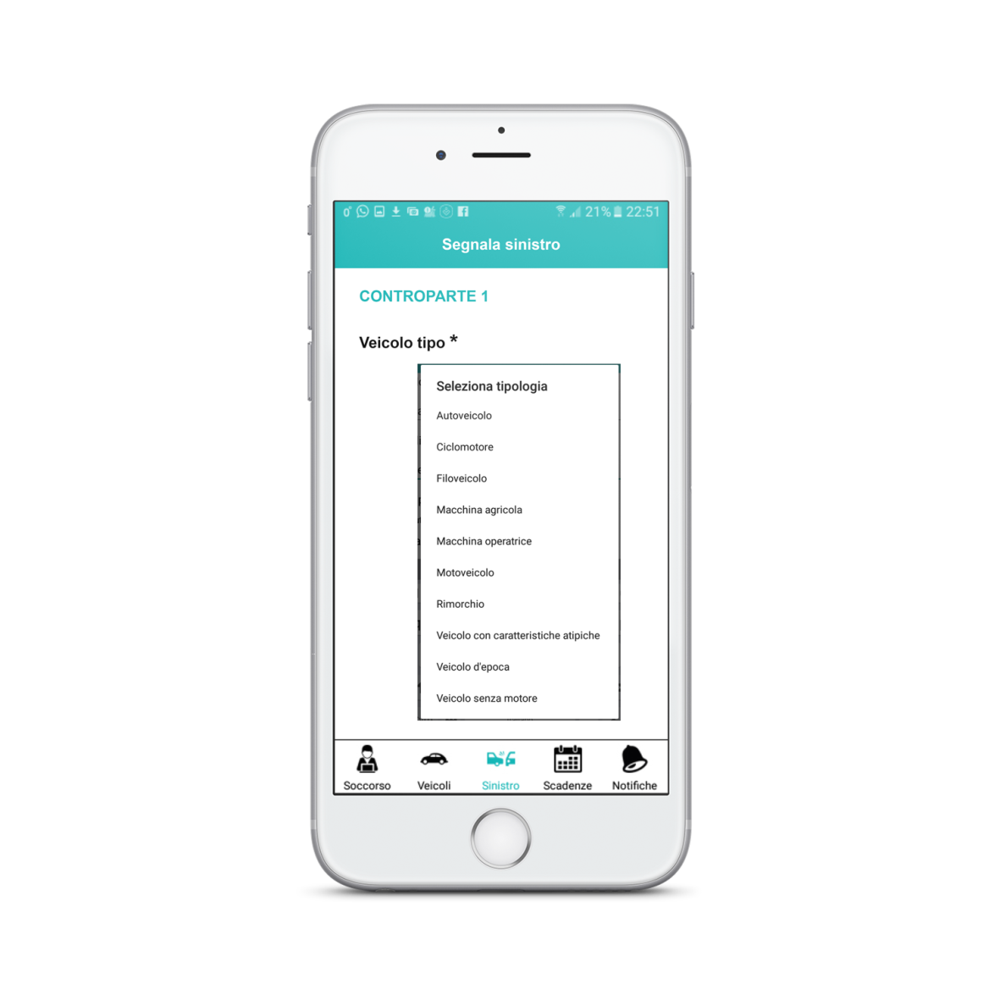 21% 22:51
Segnala sinistro
CONTROPARTE 1
Veicolo tipo *
Seleziona tipologia
Autoveicolo
Ciclomotore
Filoveicolo
Macchina agricola
Macchina operatrice
Motoveicolo
Rimorchio
Veicolo con caratteristiche atipiche
Veicolo d'epoca
Veicolo senza motore
Soccorso Veicoli Sinistro Scadenze Notifiche